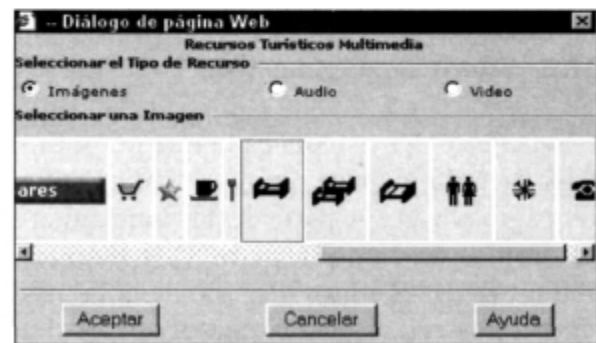 -- Diálogo de página Web
Recursos Turísticos Multimedia
Seleccionar el Tipo de Recurso
Imágenes Audio Video
Seleccionar una Imagen
ares
Aceptar Cancelar Ayuda